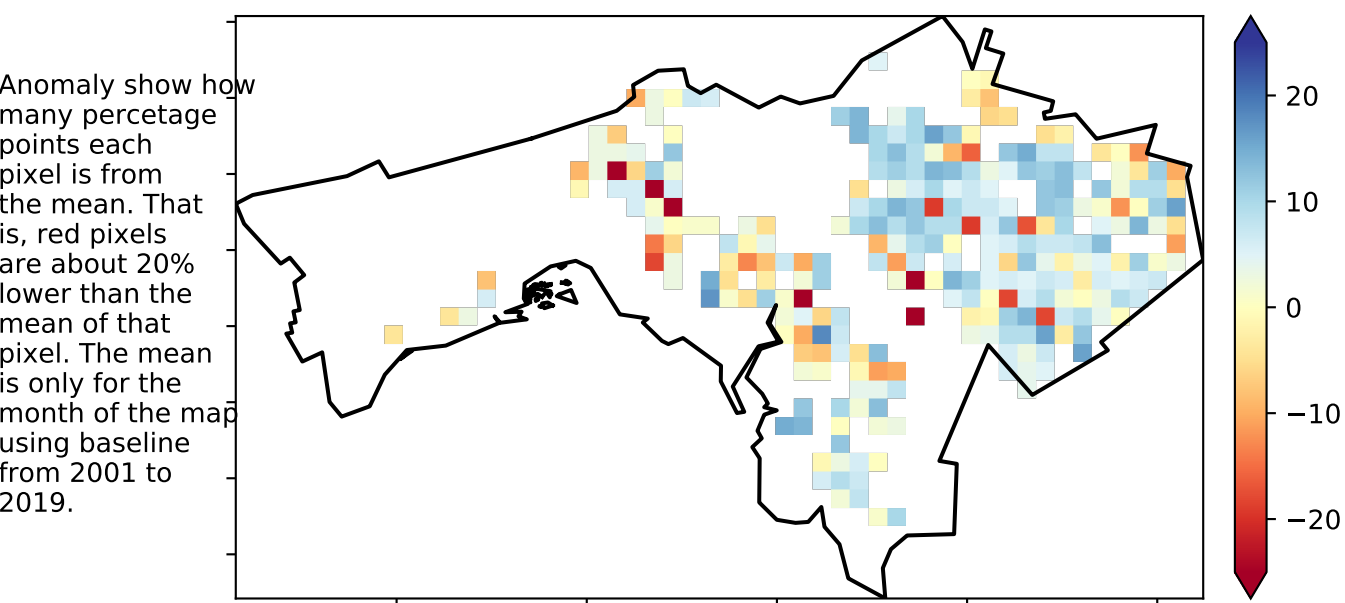 Anomaly show how
many percetage
points each
pixel is from
the mean. That
is, red pixels
are about 20%
lower than the
mean of that
pixel. The mean
is only for the
month of the map
using baseline
from 2001 to
2019.
20
10
0
−10
−20